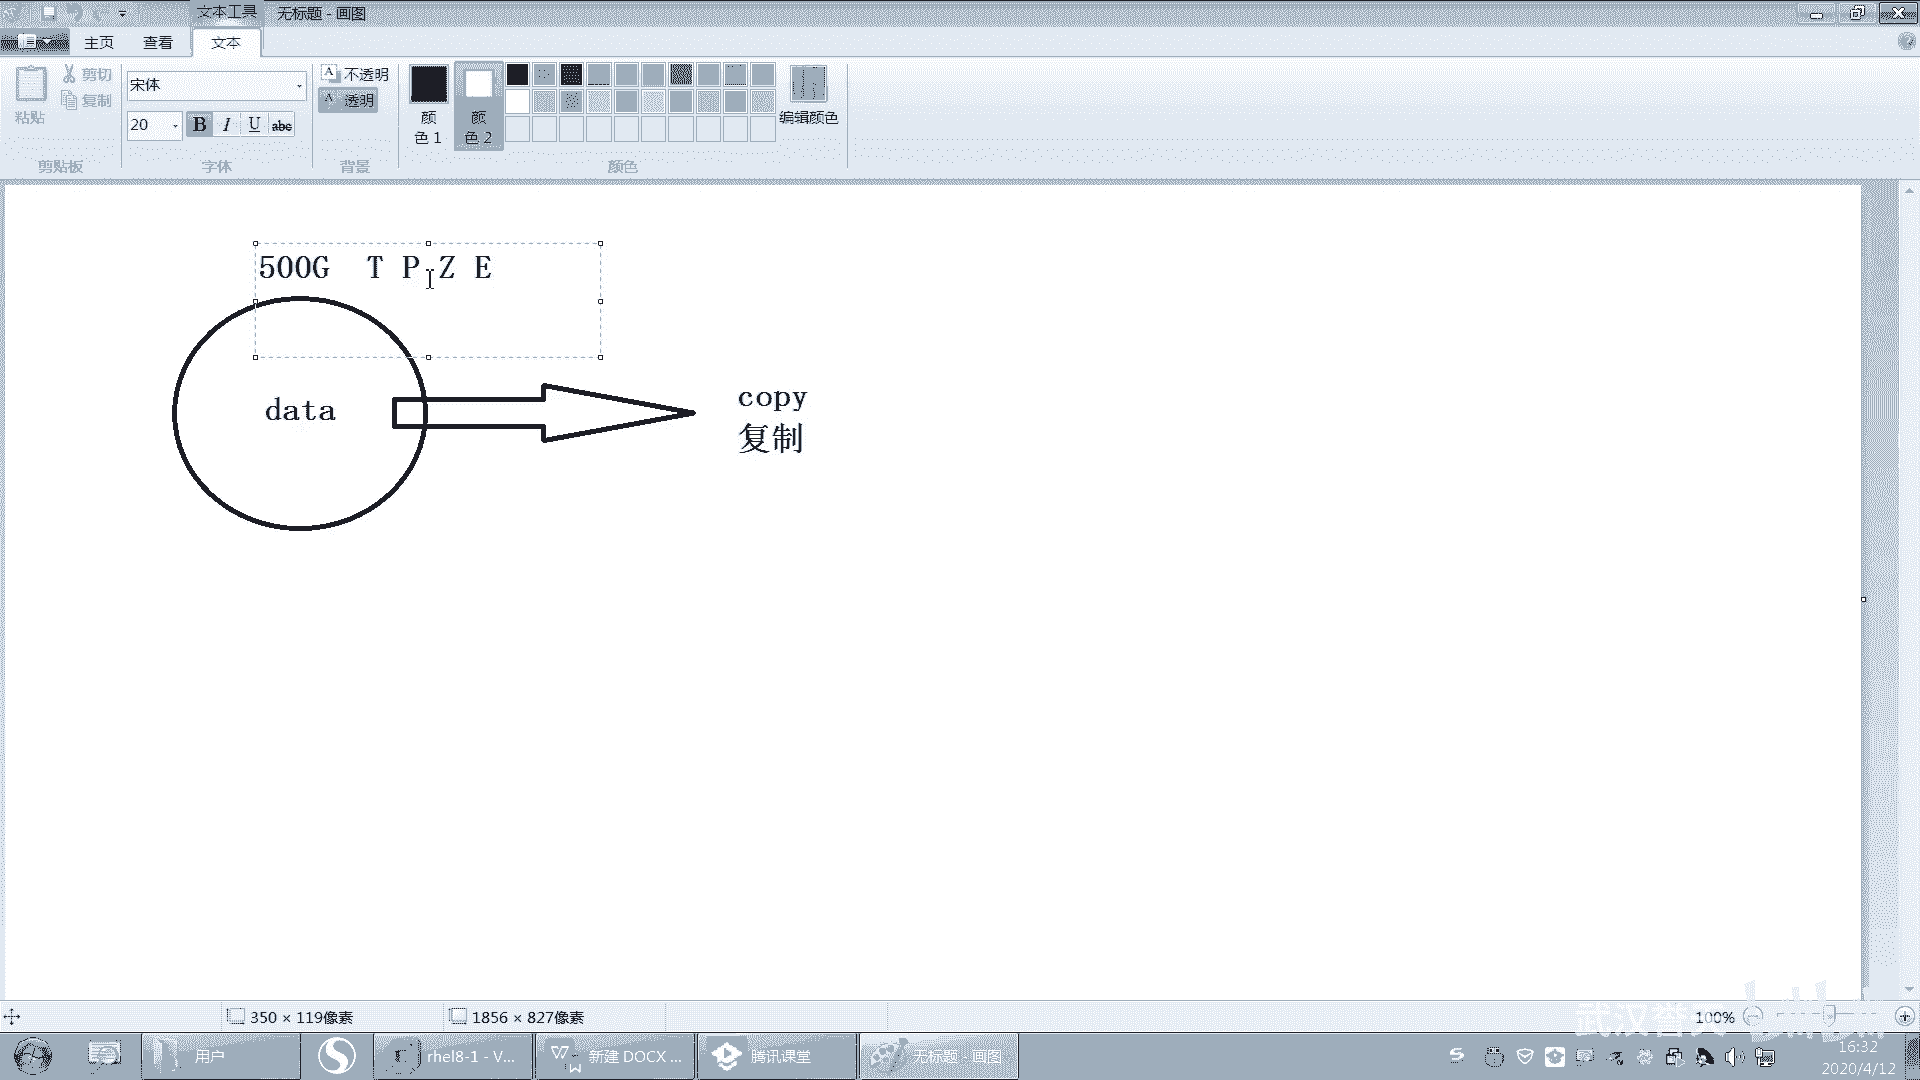 文本工具 无标题 - 画图
主页 查看 文本
粘贴 剪切 复制
宋体
20 B I U abc
不透明
透明
颜色 1
颜色 2
编辑颜色
剪贴板 字体 背景 颜色
500G T P Z E
data
copy
复制
350 × 119像素 1856 × 827像素 100%
用户 rhel8-1 - V... 新建 DOCX ... 腾讯课堂 无标题 - 画图
16:32
2020/4/12